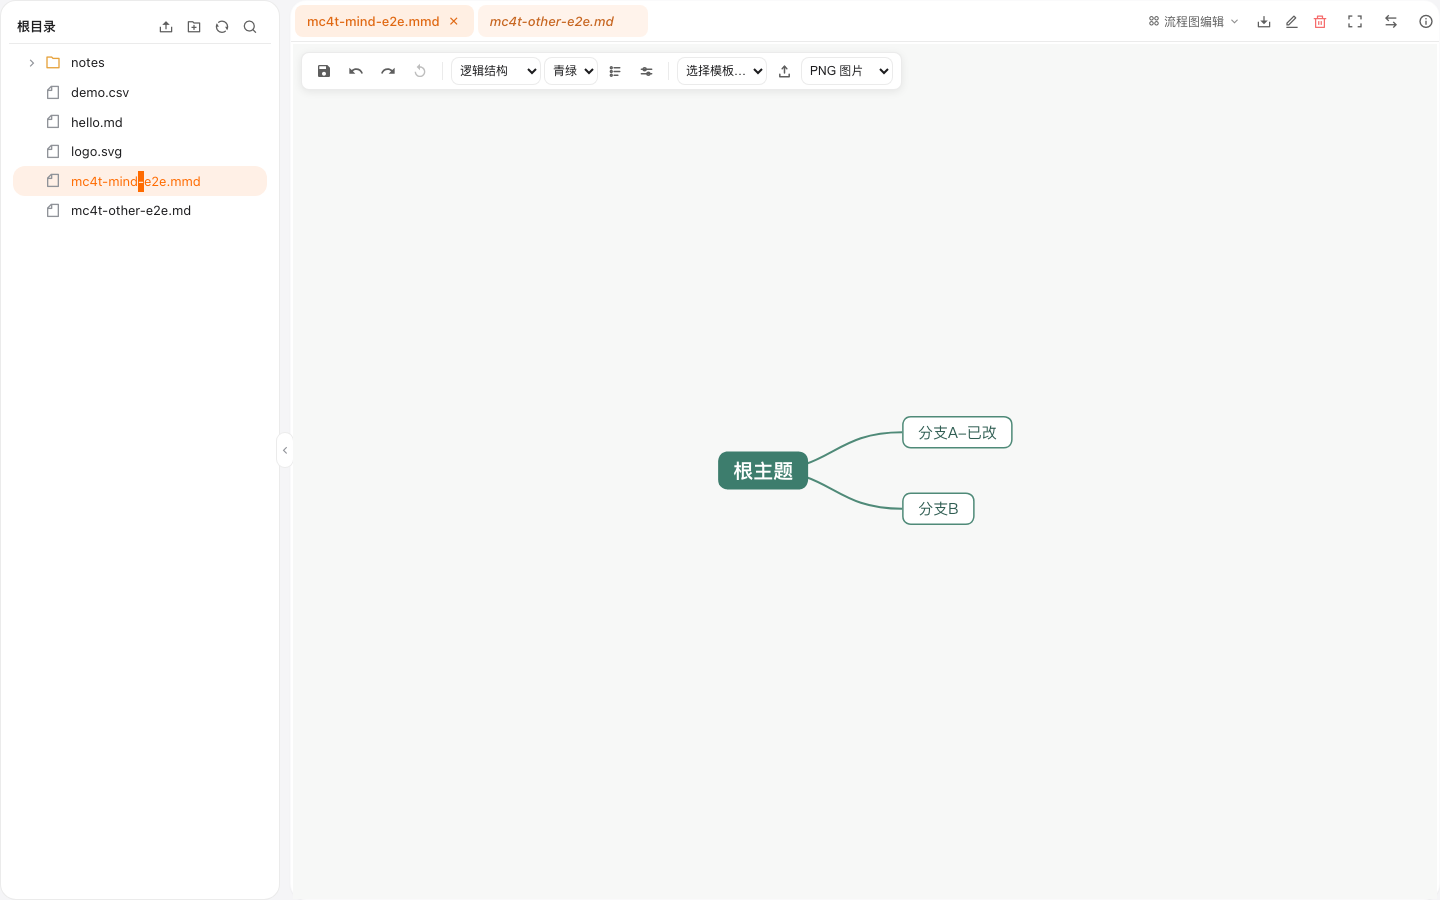 根目录
notes
demo.csv
hello.md
logo.svg
mc4t-mind-e2e.mmd
mc4t-other-e2e.md
mc4t-mind-e2e.mmd
mc4t-other-e2e.md
流程图编辑
逻辑结构
青绿
选择模板...
PNG 图片
根主题
分支A-已改
分支B